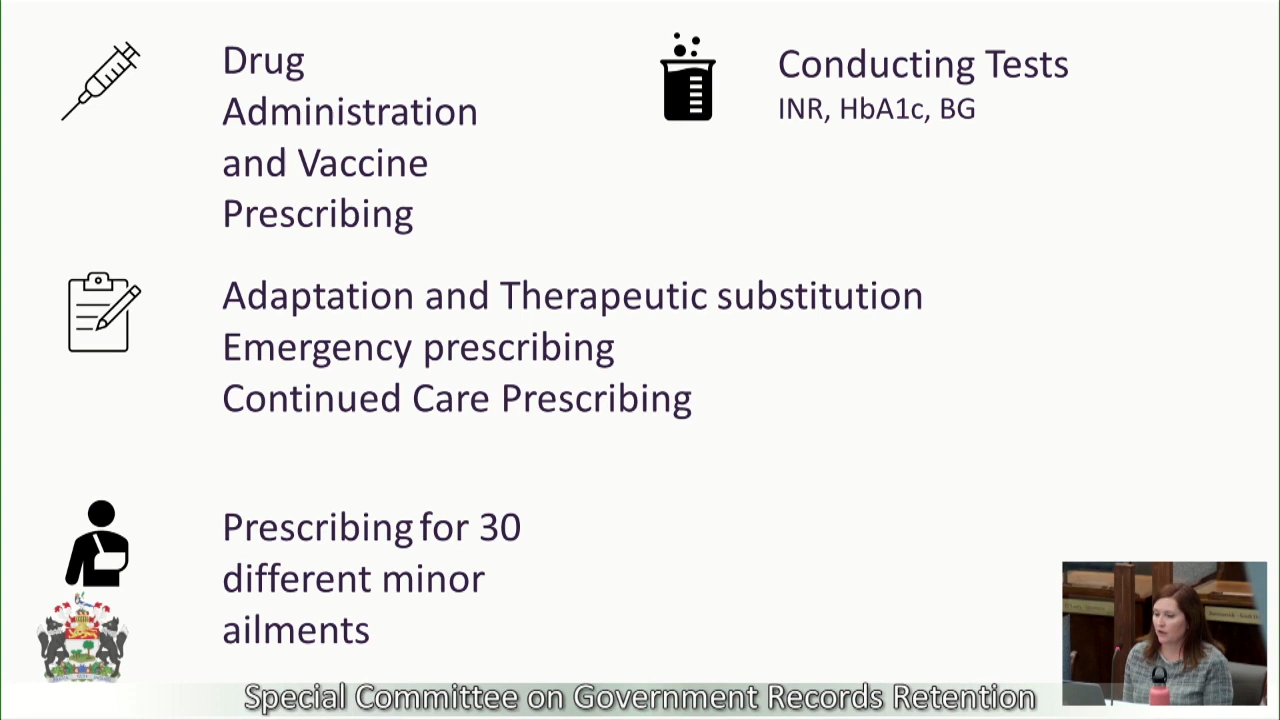 Drug
Administration
and Vaccine
Prescribing
Conducting Tests
INR, HbA1c, BG
Adaptation and Therapeutic substitution
Emergency prescribing
Continued Care Prescribing
Prescribing for 30
different minor
ailments
Special Committee on Government Records Retention